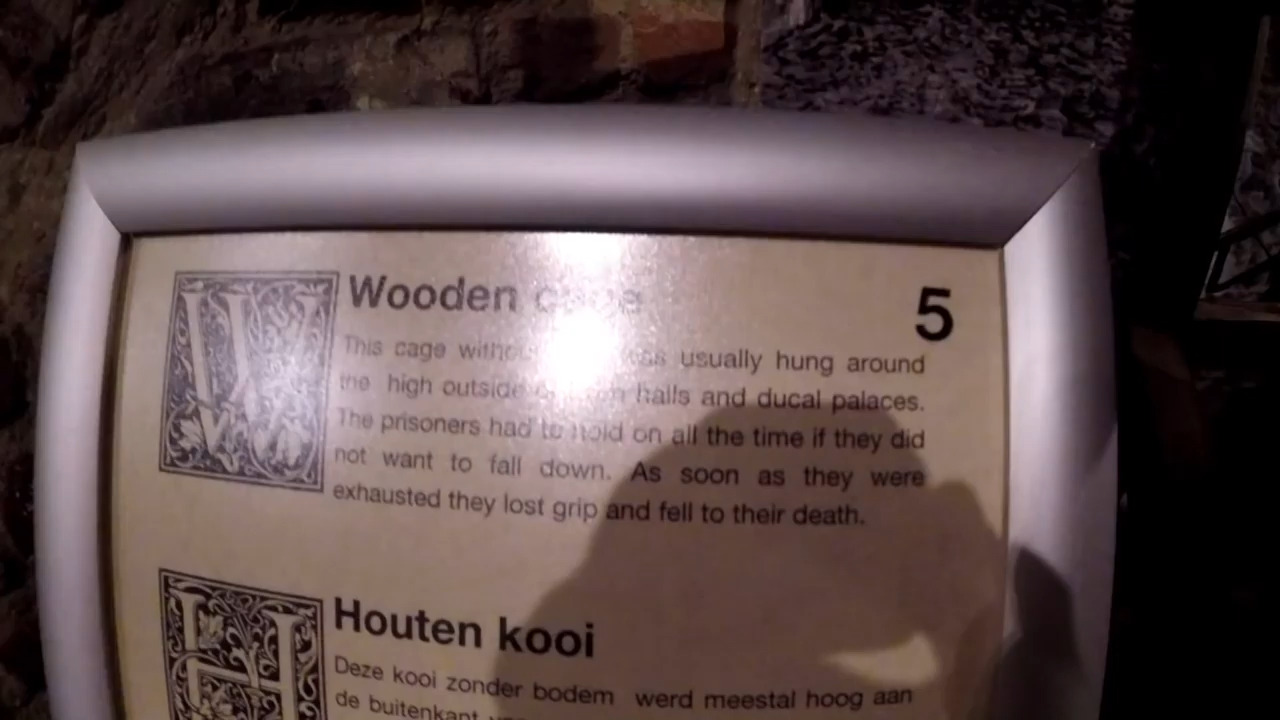 Wooden cage
5
This cage without was usually hung around
the high outside halls and ducal palaces.
The prisoners had to hold on all the time if they did
not want to fall down. As soon as they were
exhausted they lost grip and fell to their death.
Houten kooi
Deze kooi zonder bodem werd meestal hoog aan
de buitenkant